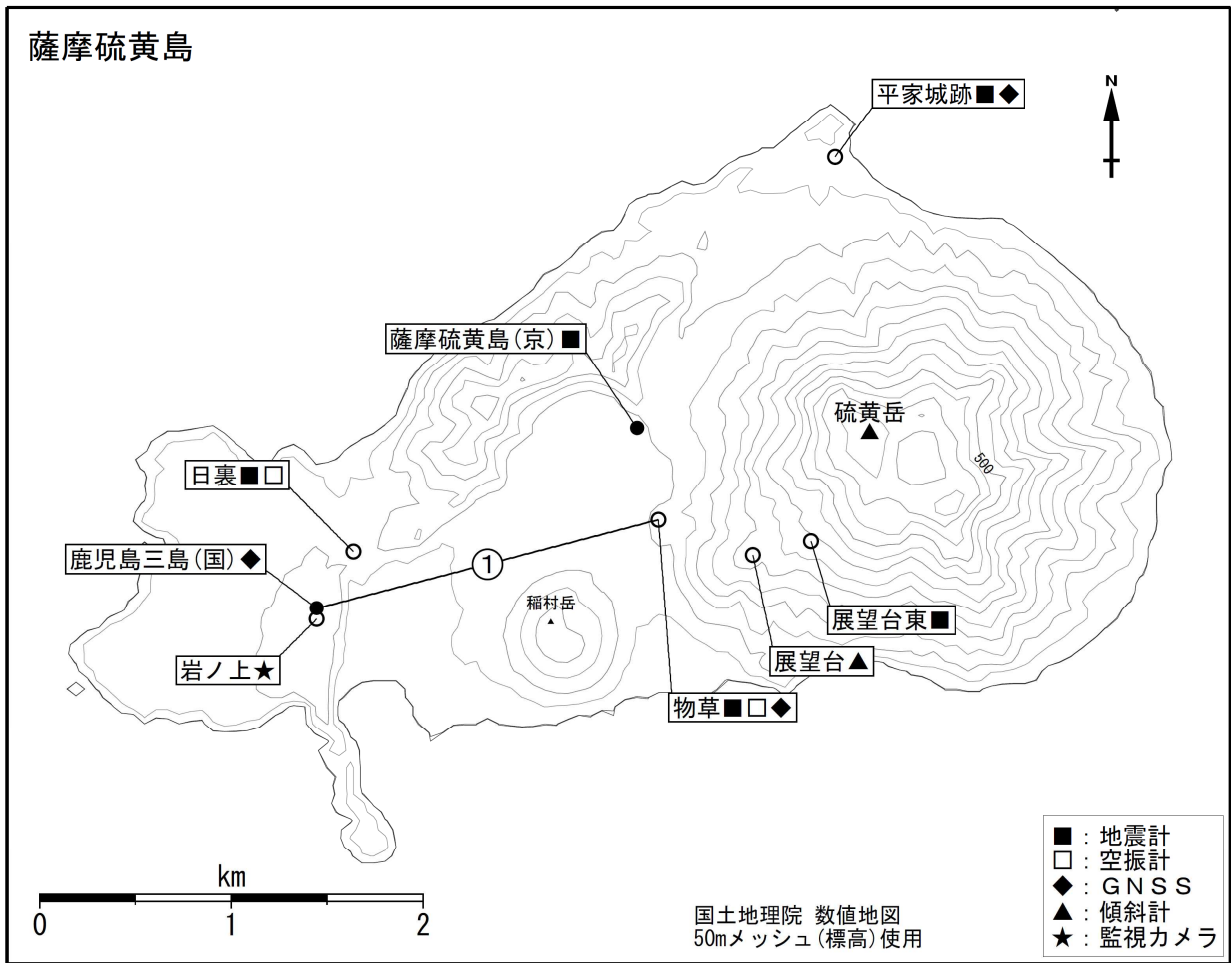 薩摩硫黄島
平家城跡■◆
N
薩摩硫黄島(京)■
硫黄岳
500
日裏■□
鹿児島三島(国)◆
①
稲村岳
展望台東■
岩ノ上★
展望台▲
物草■□◆
km
0 1 2
国土地理院 数値地図
50mメッシュ(標高)使用
■:地震計
□:空振計
◆:GNSS
▲:傾斜計
★:監視カメラ